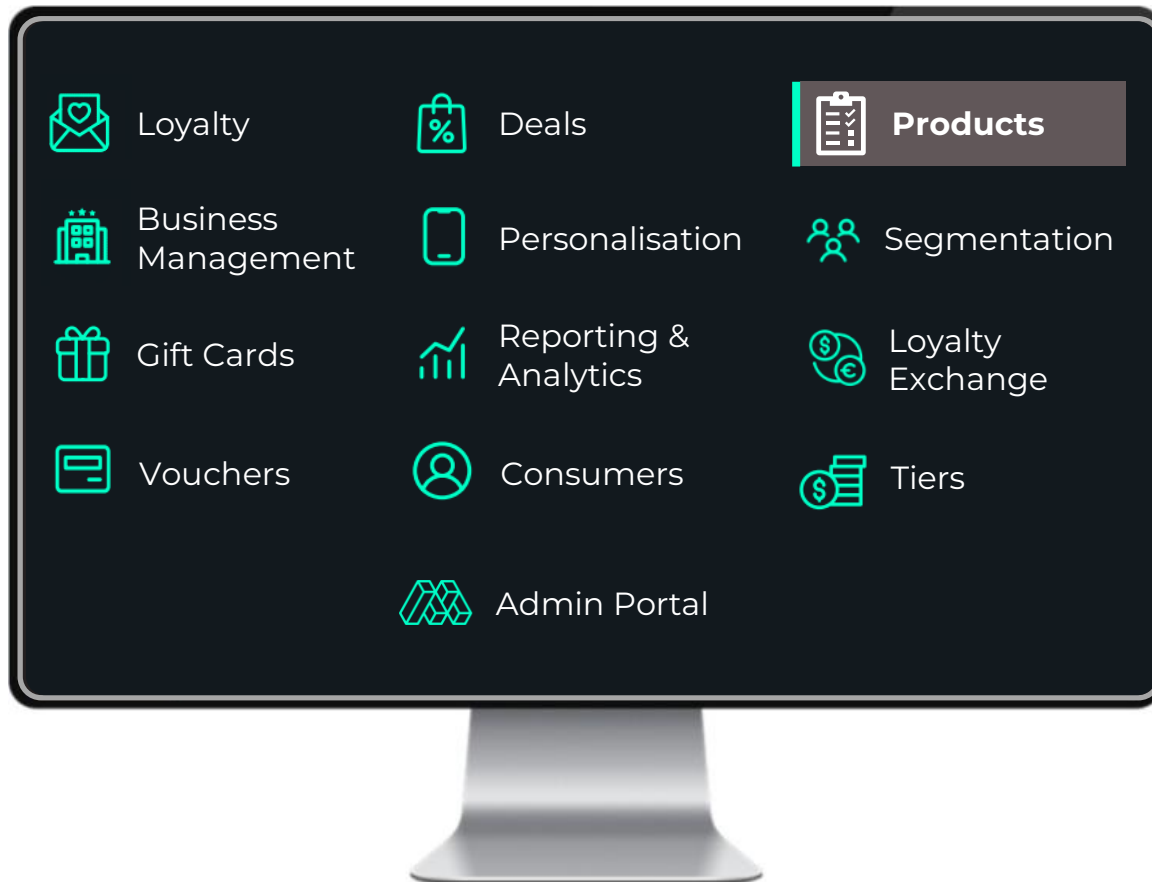 Loyalty
Deals
Products
Business
Management
Personalisation
Segmentation
Gift Cards
Reporting &
Analytics
Loyalty
Exchange
Vouchers
Consumers
Tiers
Admin Portal